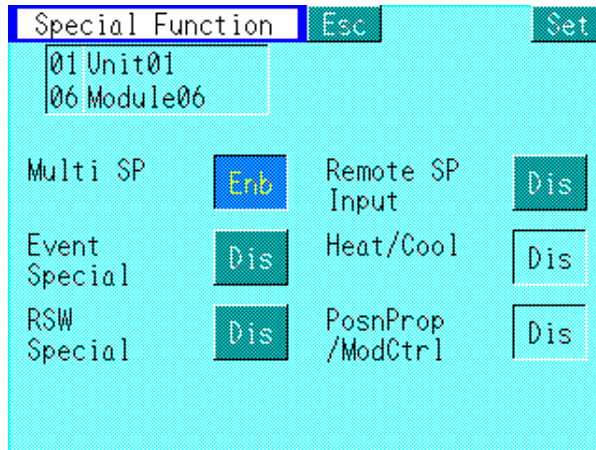 Special Function Esc Set
01 Unit01
06 Module06
Multi SP Enb Remote SP Input Dis
Event Special Dis Heat/Cool Dis
RSW Special Dis PosnProp /ModCtrl Dis